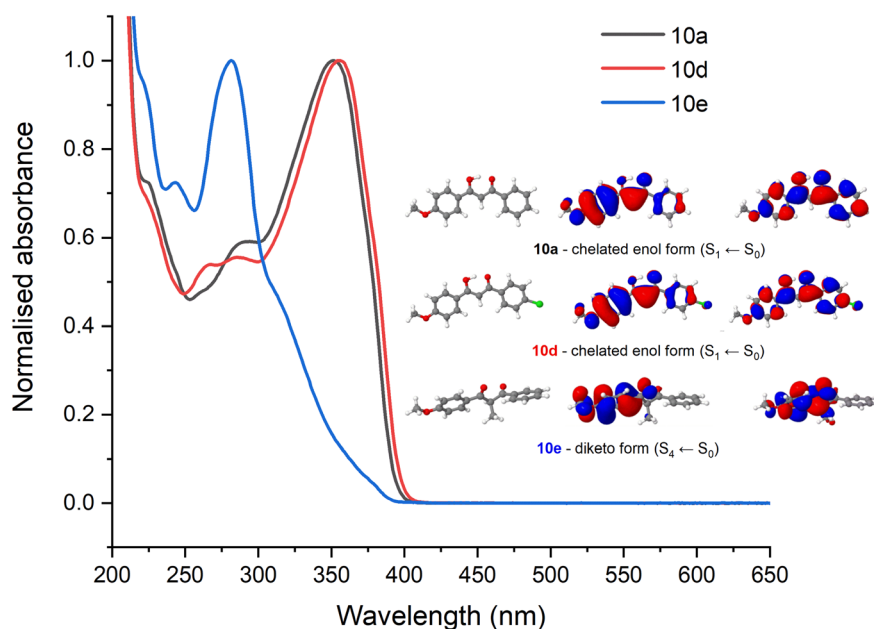 10a
10d
10e
1.0
0.8
0.6
0.4
0.2
0.0
Normalised absorbance
10a - chelated enol form (S₁ ← S₀)
10d - chelated enol form (S₁ ← S₀)
10e - diketo form (S₄ ← S₀)
200 250 300 350 400 450 500 550 600 650
Wavelength (nm)